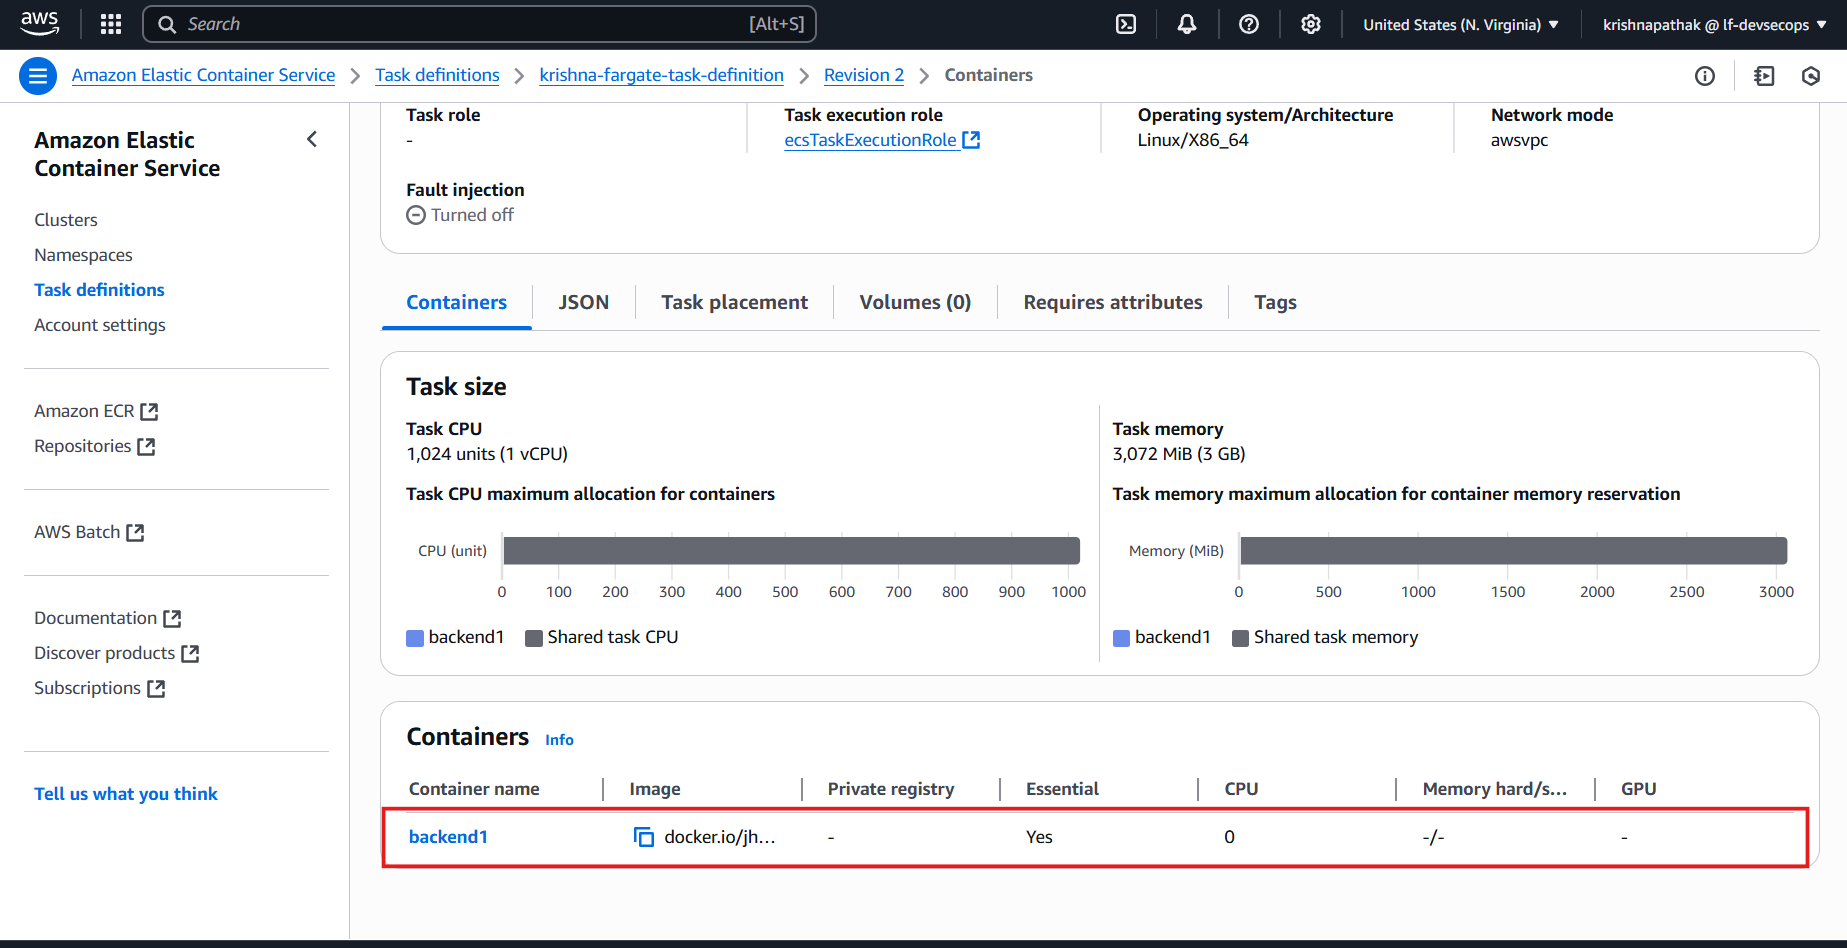 aws
Search [Alt+S]
United States (N. Virginia)
krishnapathak @ lf-devsecops
Amazon Elastic Container Service
Task definitions
krishna-fargate-task-definition
Revision 2
Containers
Amazon Elastic
Container Service
Clusters
Namespaces
Task definitions
Account settings
Amazon ECR
Repositories
AWS Batch
Documentation
Discover products
Subscriptions
Tell us what you think
Task role
-
Task execution role
ecsTaskExecutionRole
Operating system/Architecture
Linux/X86_64
Network mode
awsvpc
Fault injection
Turned off
Containers
JSON
Task placement
Volumes (0)
Requires attributes
Tags
Task size
Task CPU
1,024 units (1 vCPU)
Task CPU maximum allocation for containers
CPU (unit)
0 100 200 300 400 500 600 700 800 900 1000
backend1 Shared task CPU
Task memory
3,072 MiB (3 GB)
Task memory maximum allocation for container memory reservation
Memory (MiB)
0 500 1000 1500 2000 2500 3000
backend1 Shared task memory
Containers Info
Container name Image Private registry Essential CPU Memory hard/s... GPU
backend1 docker.io/jh... - Yes 0 -/- -